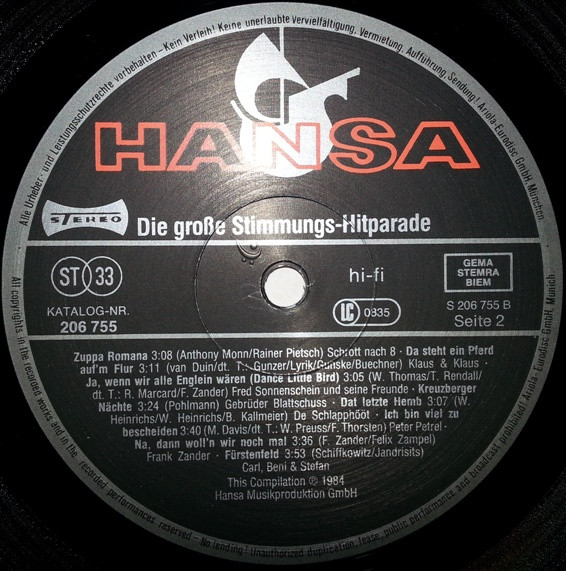 Alle Urheber- und Leistungsschutzrechte vorbehalten – Kein Verleih! Keine unerlaubte Vervielfältigung, Vermietung, Aufführung, Sendung! Ariola-Eurodisc GmbH München.
HANSA
STEREO
Die große Stimmungs-Hitparade
ST 33
hi-fi
GEMA
STEMRA
BIEM
KATALOG-NR.
206 755
LC 0835
S 206 755 B
Seite 2
Zuppa Romana 3:08 (Anthony Monn/Rainer Pietsch) Schrott nach 8 · Da steht ein Pferd
auf'm Flur 3:11 (van Duin/dt. T.: Gunzer/Lyrik/Gunske/Buechner) Klaus & Klaus ·
Ja, wenn wir alle Englein wären (Dance Little Bird) 3:05 (W. Thomas/T. Rendall/
dt. T.: R. Marcard/F. Zander) Fred Sonnenschein und seine Freunde · Kreuzberger
Nächte 3:24 (Pohlmann) Gebrüder Blattschuss · Dat letzte Hemb 3:07 (W.
Heinrichs/W. Heinrichs/B. Kallmeier) De Schlapphööt · Ich bin viel zu
bescheiden 3:40 (M. Davis/dt. T.: W. Preuss/F. Thorsten) Peter Petrel ·
Na, dann woll'n wir noch mal 3:36 (F. Zander/Felix Zampel)
Frank Zander · Fürstenfeld 3:53 (Schiffkowitz/Jandrisits)
Carl, Beni & Stefan
This Compilation ℗ 1984
Hansa Musikproduktion GmbH
All copyrights in the recorded works and in the recorded performances reserved – No lending! Unauthorized duplication, lease, public performance and broadcast prohibited! Ariola-Eurodisc GmbH, Munich